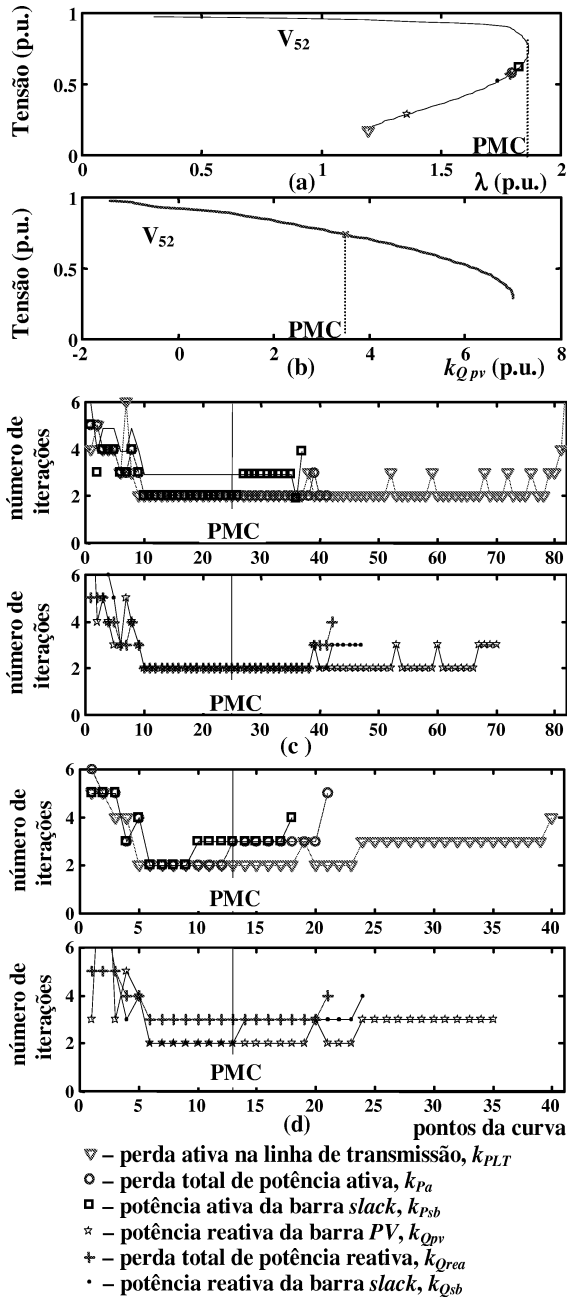 1
Tensão (p.u.)
V52
0.5
PMC
0
0 0.5 1 1.5 2
(a) λ (p.u.)
1
Tensão (p.u.)
V52
0.5
PMC
0
-2 0 2 4 6 8
(b) kQpv (p.u.)
6
número de iterações
4
2
PMC
0
0 10 20 30 40 50 60 70 80
6
número de iterações
4
2
PMC
0
0 10 20 30 40 50 60 70 80
(c )
6
número de iterações
4
2
PMC
0
0 5 10 15 20 25 30 35 40
6
número de iterações
4
2
PMC
0
0 5 10 15 20 25 30 35 40
(d) pontos da curva
– perda ativa na linha de transmissão, kPLT
– perda total de potência ativa, kPa
– potência ativa da barra slack, kPsb
– potência reativa da barra PV, kQpv
– perda total de potência reativa, kQrea
– potência reativa da barra slack, kQsb